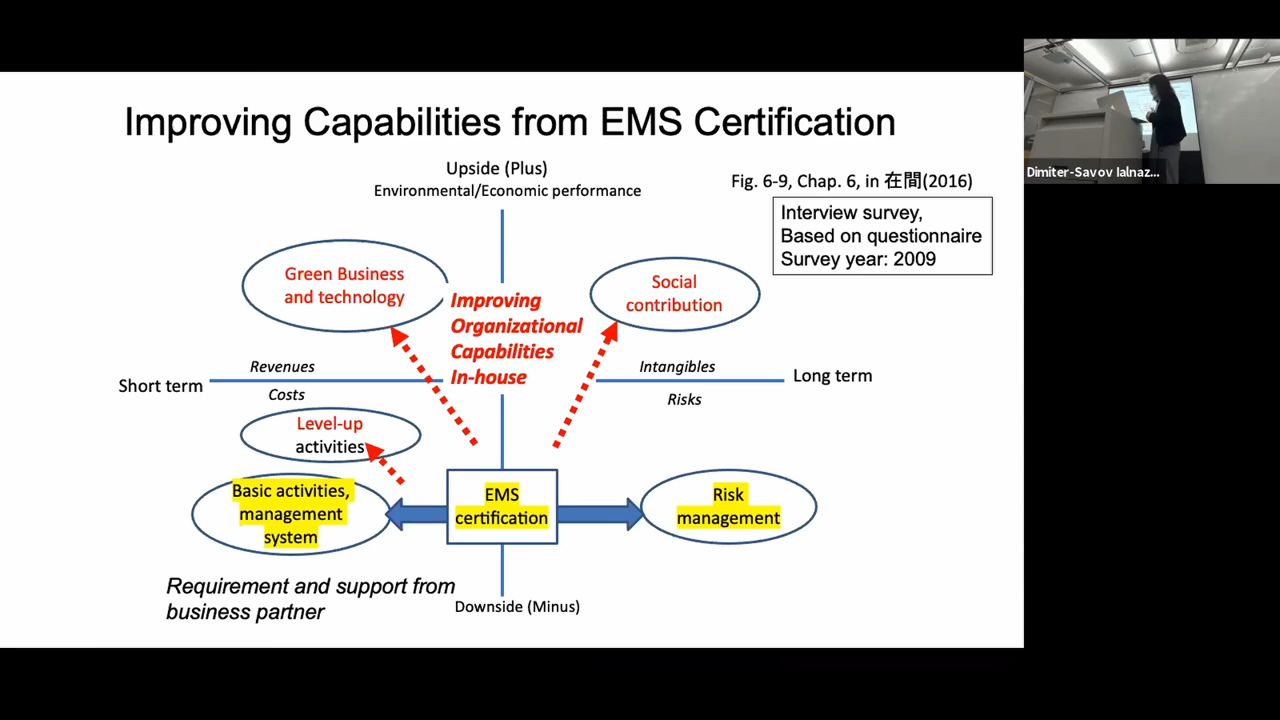 Improving Capabilities from EMS Certification
Upside (Plus)
Environmental/Economic performance
Fig. 6-9, Chap. 6, in 在間(2016)
Interview survey,
Based on questionnaire
Survey year: 2009
Green Business
and technology
Improving
Organizational
Capabilities
In-house
Social
contribution
Short term
Revenues
Costs
Intangibles
Risks
Long term
Level-up
activities
Basic activities,
management
system
EMS
certification
Risk
management
Requirement and support from
business partner
Downside (Minus)
Dimiter-Savov Ialnaz...